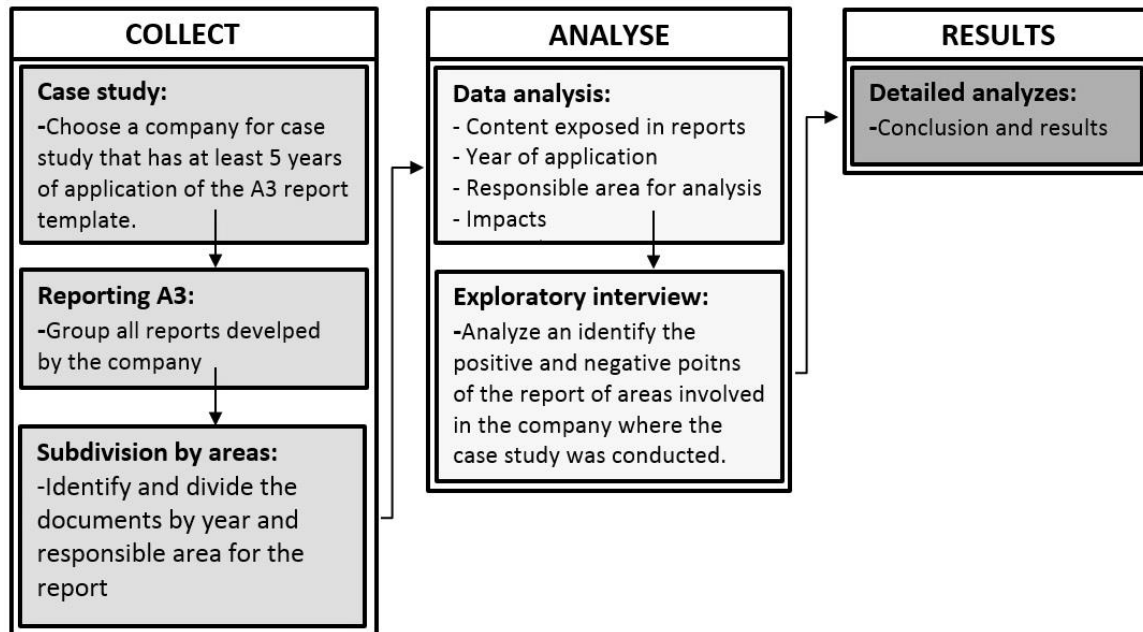 COLLECT
Case study:
-Choose a company for case
study that has at least 5 years
of application of the A3 report
template.
Reporting A3:
-Group all reports develped
by the company
Subdivision by areas:
-Identify and divide the
documents by year and
responsible area for the
report
ANALYSE
Data analysis:
- Content exposed in reports
- Year of application
- Responsible area for analysis
- Impacts
Exploratory interview:
-Analyze an identify the
positive and negative poitns
of the report of areas involved
in the company where the
case study was conducted.
RESULTS
Detailed analyzes:
-Conclusion and results